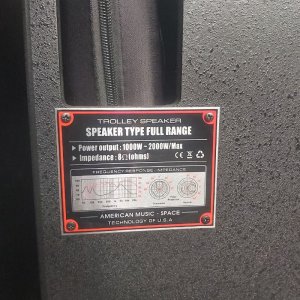 TROLLEY SPEAKER
SPEAKER TYPE FULL RANGE
▶ Power output : 1000W ~ 2000W/Max
▶ Impedance : 8Ω(ohms)
CE
FREQUENCY RESPONSE - IMPEDANCE
AMERICAN MUSIC - SPACE
TECHNOLOGY OF U.S.A